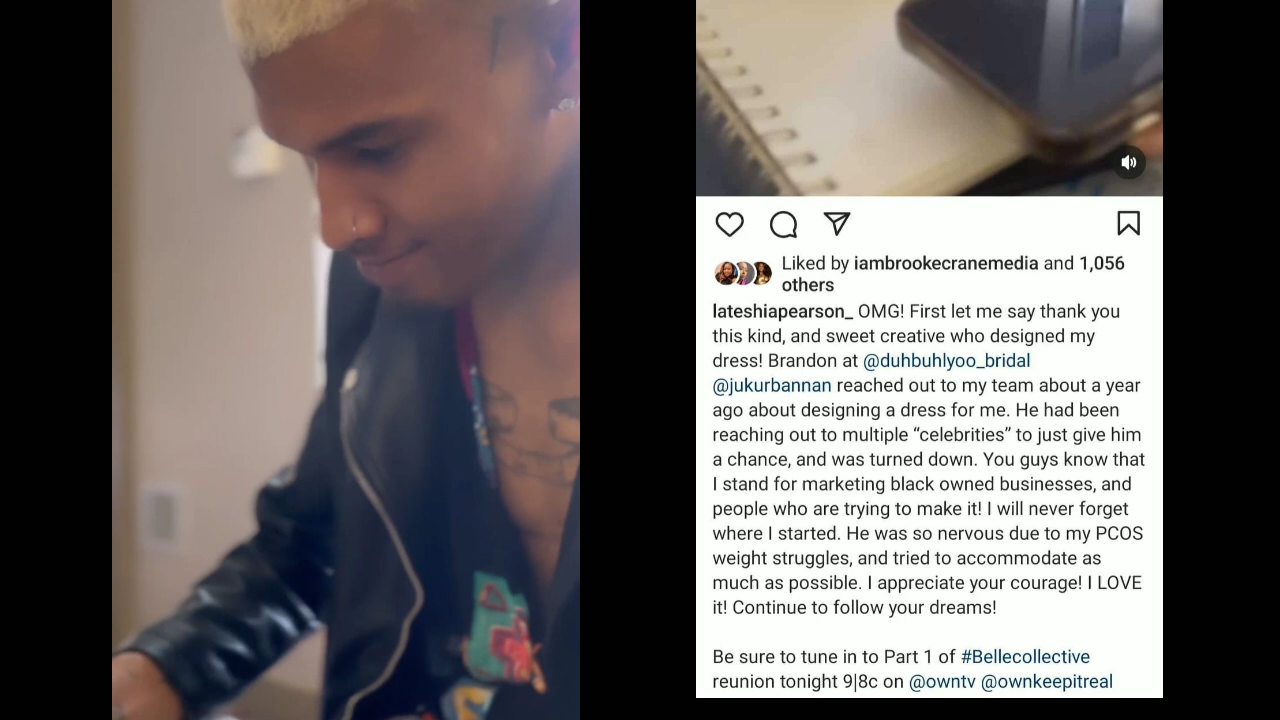 Liked by iambrookecranemedia and 1,056
others
lateshiapearson_ OMG! First let me say thank you
this kind, and sweet creative who designed my
dress! Brandon at @duhbuhlyoo_bridal
@jukurbannan reached out to my team about a year
ago about designing a dress for me. He had been
reaching out to multiple “celebrities” to just give him
a chance, and was turned down. You guys know that
I stand for marketing black owned businesses, and
people who are trying to make it! I will never forget
where I started. He was so nervous due to my PCOS
weight struggles, and tried to accommodate as
much as possible. I appreciate your courage! I LOVE
it! Continue to follow your dreams!
Be sure to tune in to Part 1 of #Bellecollective
reunion tonight 9|8c on @owntv @ownkeepitreal